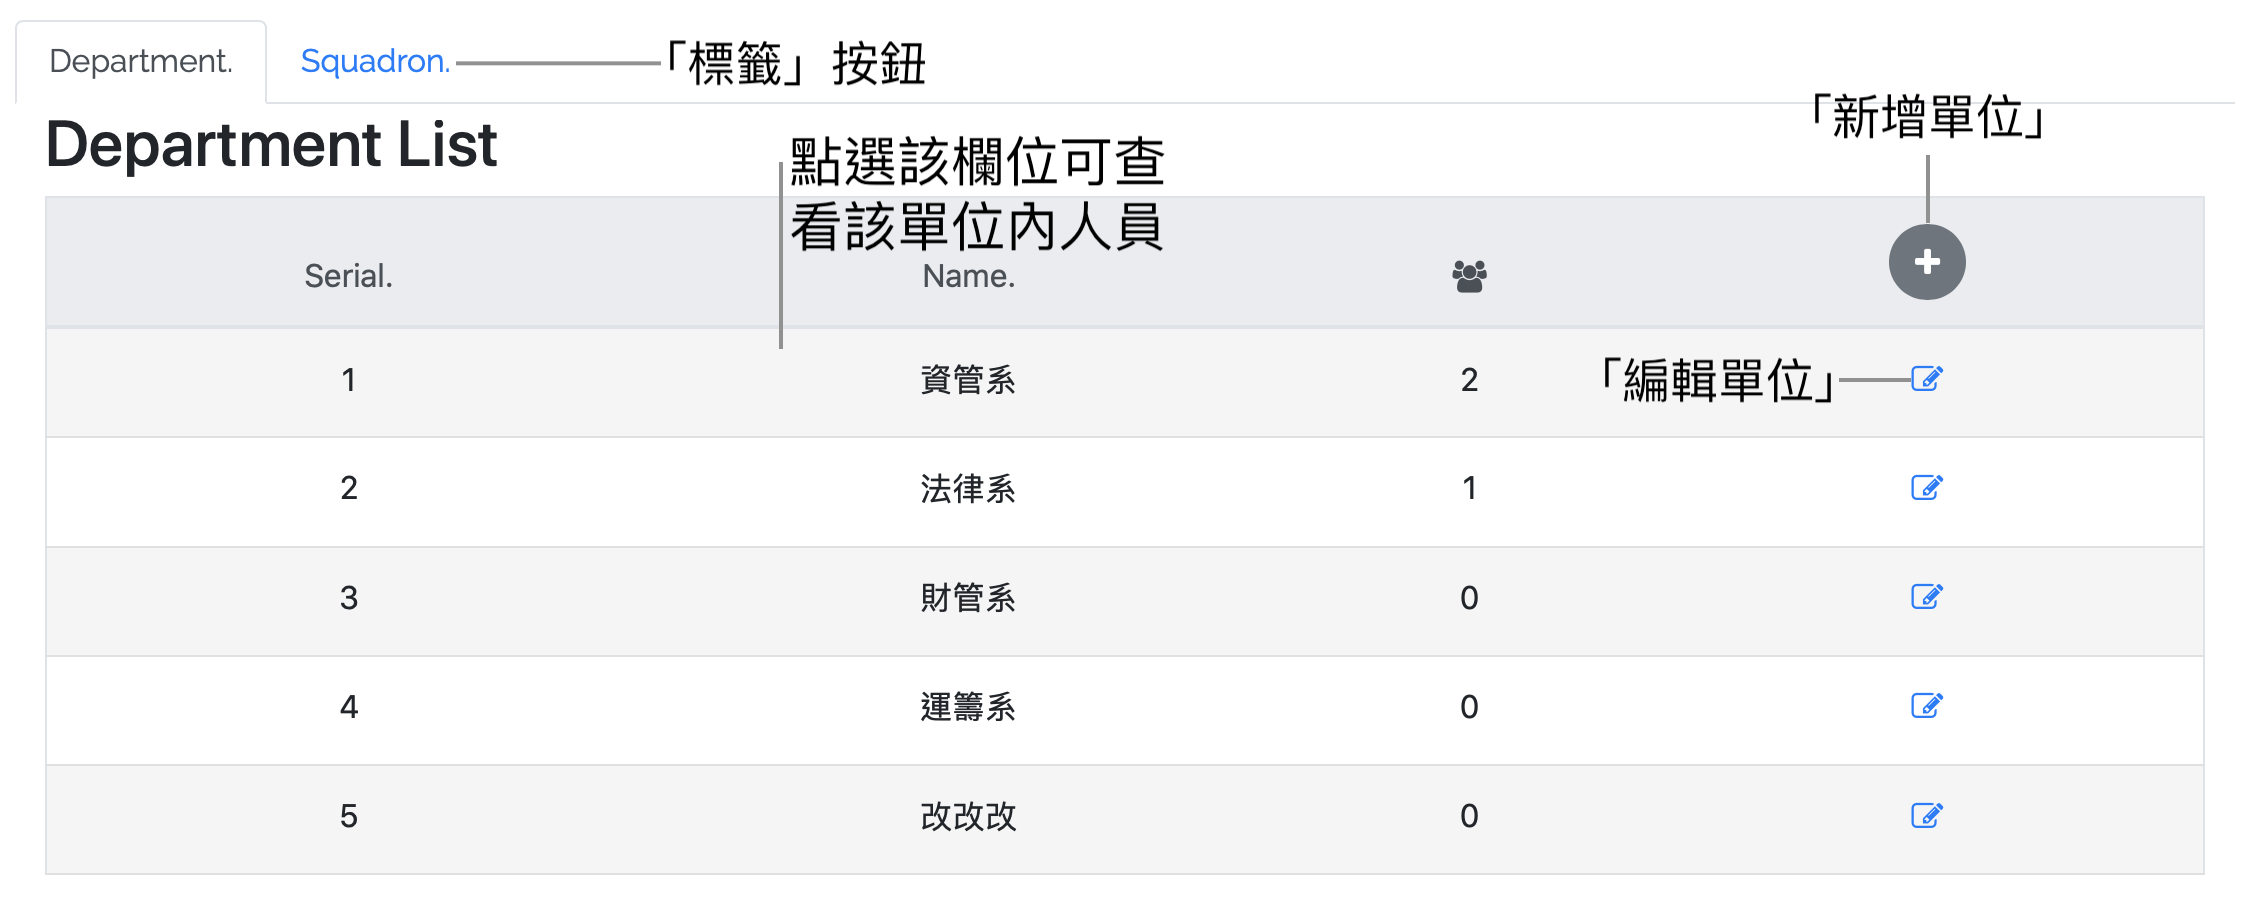 Department.
Squadron.
「標籤」按鈕
「新增單位」
Department List
點選該欄位可查
看該單位內人員
Serial.
Name.
1
資管系
2
「編輯單位」
2
法律系
1
3
財管系
0
4
運籌系
0
5
改改改
0